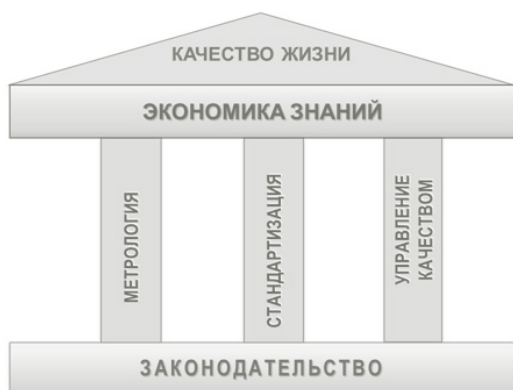 КАЧЕСТВО ЖИЗНИ
ЭКОНОМИКА ЗНАНИЙ
МЕТРОЛОГИЯ
СТАНДАРТИЗАЦИЯ
УПРАВЛЕНИЕ
КАЧЕСТВОМ
ЗАКОНОДАТЕЛЬСТВО